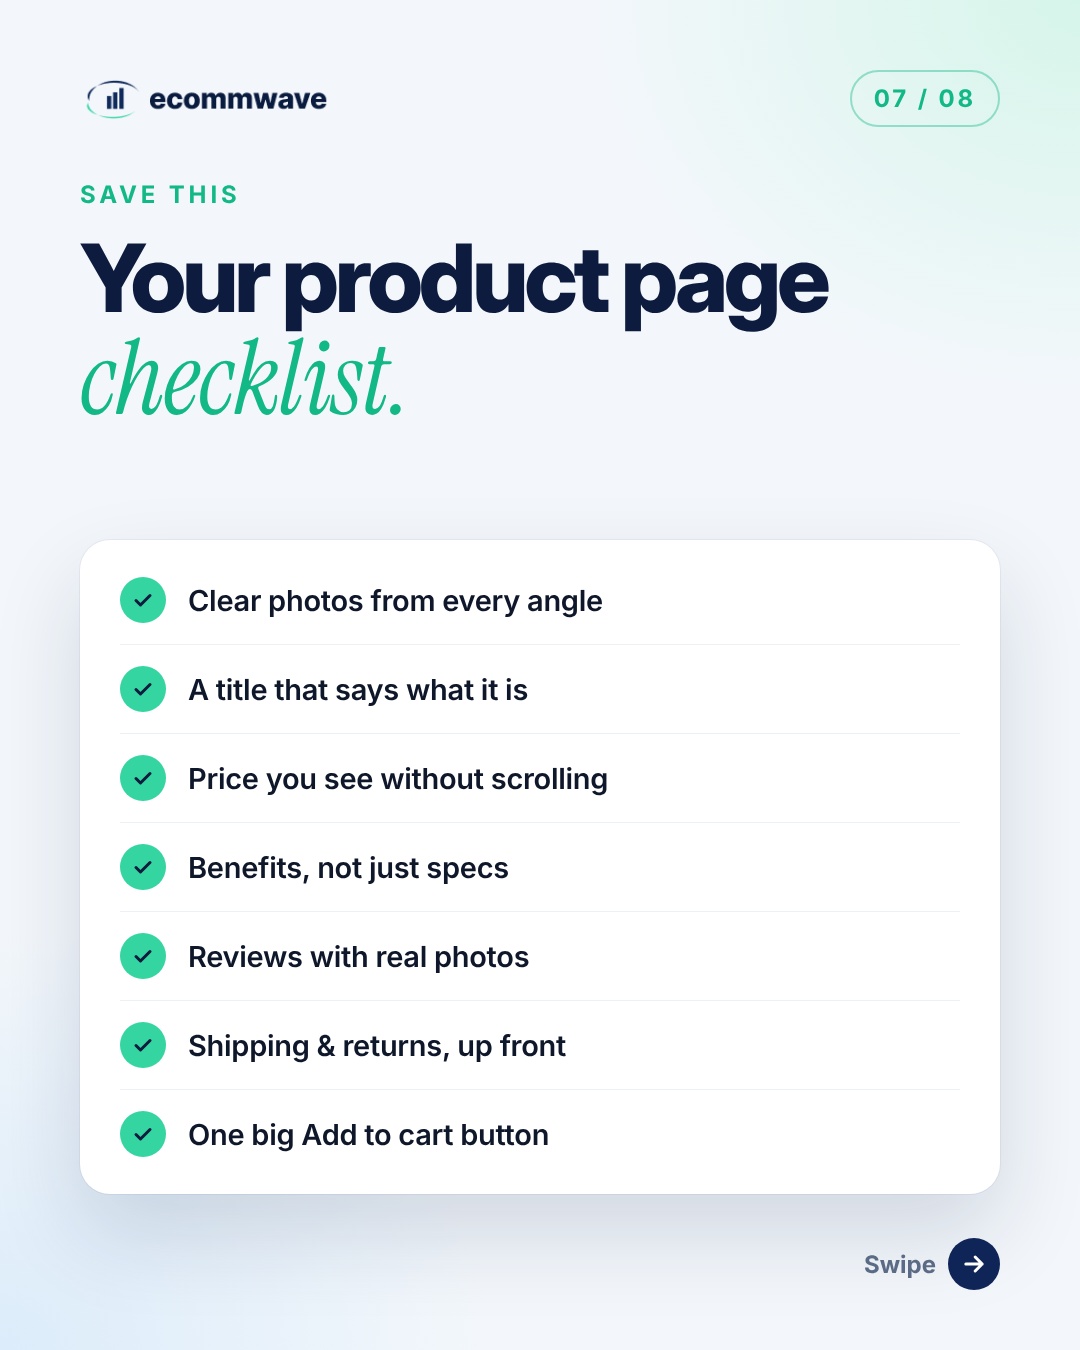 ecommwave
07 / 08
SAVE THIS
Your product page
checklist.
Clear photos from every angle
A title that says what it is
Price you see without scrolling
Benefits, not just specs
Reviews with real photos
Shipping & returns, up front
One big Add to cart button
Swipe